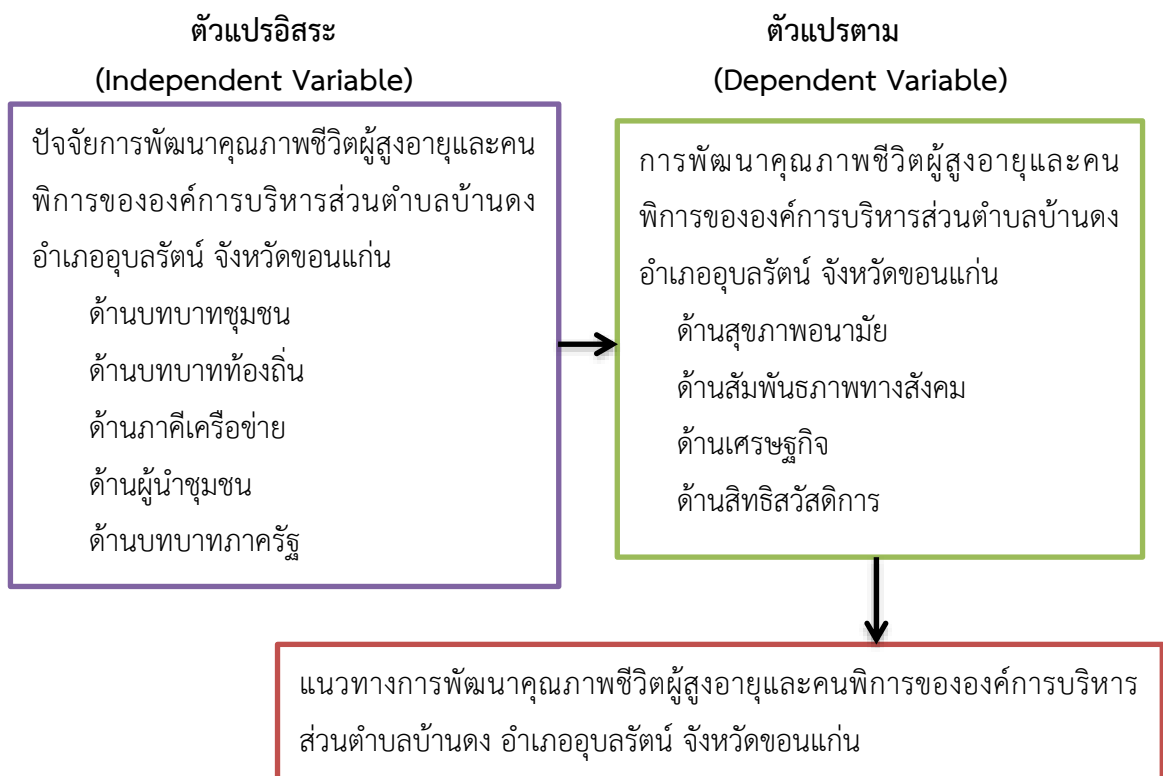 ตัวแปรอิสระ
(Independent Variable)
ปัจจัยการพัฒนาคุณภาพชีวิตผู้สูงอายุและคน
พิการขององค์การบริหารส่วนตำบลบ้านดง
อำเภออุบลรัตน์ จังหวัดขอนแก่น
ด้านบทบาทชุมชน
ด้านบทบาทท้องถิ่น
ด้านภาคีเครือข่าย
ด้านผู้นำชุมชน
ด้านบทบาทภาครัฐ
ตัวแปรตาม
(Dependent Variable)
การพัฒนาคุณภาพชีวิตผู้สูงอายุและคน
พิการขององค์การบริหารส่วนตำบลบ้านดง
อำเภออุบลรัตน์ จังหวัดขอนแก่น
ด้านสุขภาพอนามัย
ด้านสัมพันธภาพทางสังคม
ด้านเศรษฐกิจ
ด้านสิทธิสวัสดิการ
แนวทางการพัฒนาคุณภาพชีวิตผู้สูงอายุและคนพิการขององค์การบริหาร
ส่วนตำบลบ้านดง อำเภออุบลรัตน์ จังหวัดขอนแก่น